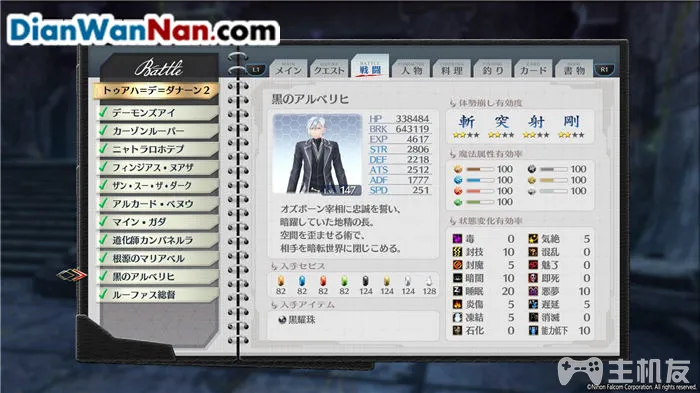 DianWanNan.com
Battle
L1
メイン
クエスト
BATTLE
戦闘
人物
料理
釣り
カード
書物
R1
トゥアハ=デ=ダナーン2
デーモンズアイ
カーゾンルーパー
ニャトラロホテプ
フィンジアス・ヌアザ
ザン・スー・ザ・ダーク
アルカード・ベヌウ
マイン・ガダ
道化師カンパネルラ
根源のマリアベル
黒のアルベリヒ
ルーファス総督
黒のアルベリヒ
Lv 147
HP 338484
BRK 643119
EXP 4617
STR 2806
DEF 2218
ATS 2512
ADF 1777
SPD 251
オズボーン宰相に忠誠を誓い、
暗躍していた地精の長。
空間を歪ませる術で、
相手を暗転世界に閉じこめる。
入手セピス
82 82 82 82 124 124 124 128
入手アイテム
黒耀珠
体勢崩し有効度
斬 突 射 剛
魔法属性有効率
100 100
100 100
100 100
100
状態変化有効率
毒 0 気絶 5
封技 10 混乱 0
封魔 5 魅了 0
暗闇 10 即死 0
睡眠 20 悪夢 10
炎傷 5 遅延 5
凍結 5 消滅 0
石化 0 能力低下 10
主机友
©Nihon Falcom Corporation. All rights reserved.